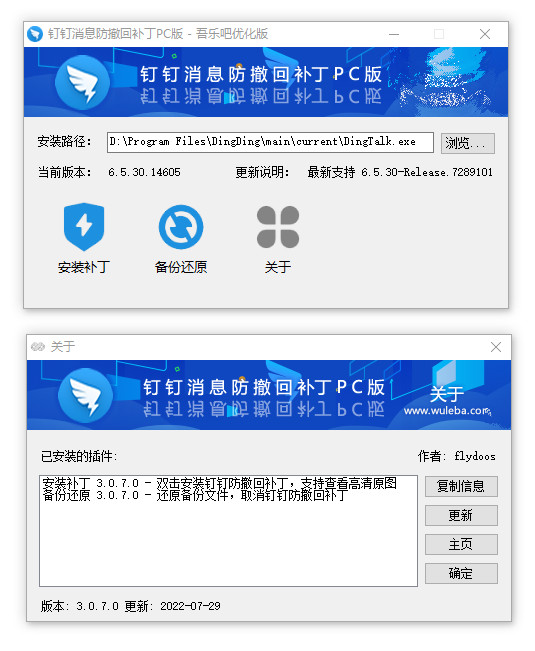 钉钉消息防撤回补丁PC版 - 吾乐吧优化版
钉钉消息防撤回补丁PC版
安装路径： D:\Program Files\DingDing\main\current\DingTalk.exe 浏览...
当前版本： 6.5.30.14605 更新说明： 最新支持 6.5.30-Release.7289101
安装补丁 备份还原 关于
关于
钉钉消息防撤回补丁PC版
关于
www.wuleba.com
已安装的插件: 作者: flydoos
安装补丁 3.0.7.0 - 双击安装钉钉防撤回补丁，支持查看高清原图
备份还原 3.0.7.0 - 还原备份文件，取消钉钉防撤回补丁
复制信息
更新
主页
确定
版本: 3.0.7.0 更新: 2022-07-29